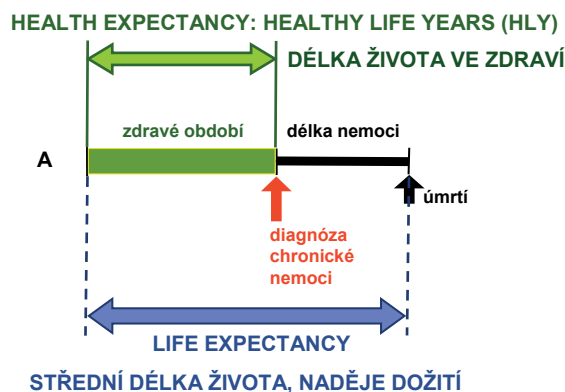 HEALTH EXPECTANCY: HEALTHY LIFE YEARS (HLY)
DÉLKA ŽIVOTA VE ZDRAVÍ
zdravé období
délka nemoci
A
úmrtí
diagnóza
chronické
nemoci
LIFE EXPECTANCY
STŘEDNÍ DÉLKA ŽIVOTA, NADĚJE DOŽITÍ